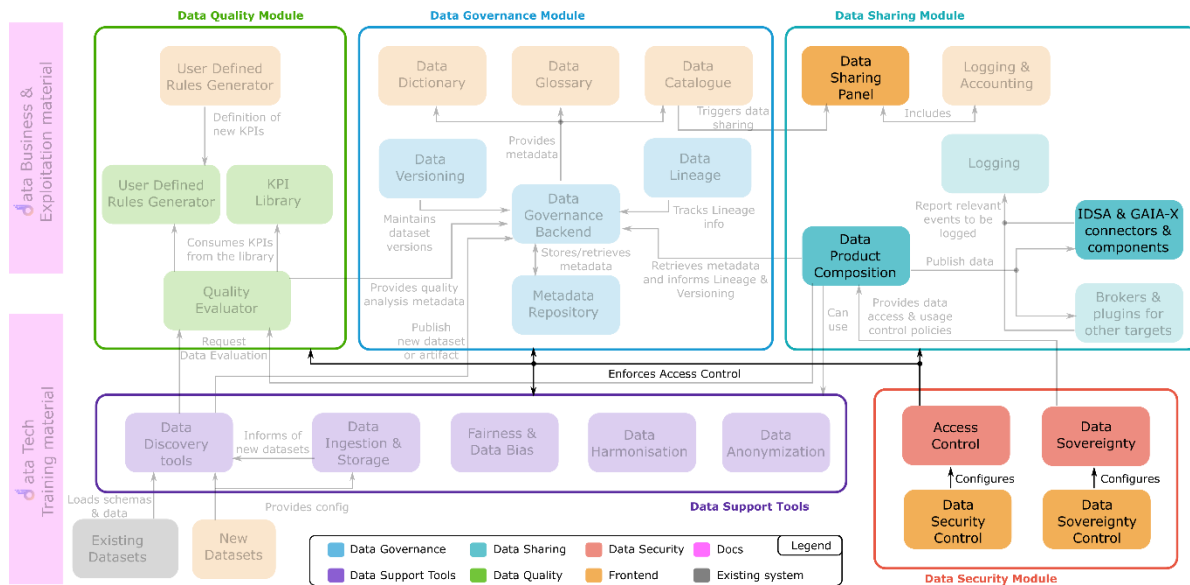 Data Quality Module
Data Governance Module
Data Sharing Module
Data Business &
Exploitation material
User Defined
Rules Generator
Definition of
new KPIs
User Defined
Rules Generator
KPI
Library
Consumes KPIs
from the library
Quality
Evaluator
Request
Data Evaluation
Data
Dictionary
Data
Glossary
Data
Catalogue
Triggers data
sharing
Provides
metadata
Data
Versioning
Data
Lineage
Maintains
dataset
versions
Data
Governance
Backend
Tracks Lineage
info
Stores/retrieves
metadata
Provides quality
analysis metadata
Metadata
Repository
Retrieves metadata
and informs Lineage &
Versioning
Publish
new dataset
or artifact
Data
Sharing
Panel
Logging &
Accounting
Includes
Logging
Report relevant
events to be
logged
IDSA & GAIA-X
connectors &
components
Data
Product
Composition
Publish data
Can
use
Provides data
access & usage
control policies
Brokers &
plugins for
other targets
Enforces Access Control
Data Tech
Training material
Data
Discovery
tools
Informs of
new datasets
Data
Ingestion &
Storage
Fairness &
Data Bias
Data
Harmonisation
Data
Anonymization
Loads schemas
& data
Provides config
Data Support Tools
Existing
Datasets
New
Datasets
Access
Control
Data
Sovereignty
Configures
Configures
Data
Security
Control
Data
Sovereignty
Control
Data Security Module
Legend
Data Governance
Data Sharing
Data Security
Docs
Data Support Tools
Data Quality
Frontend
Existing system